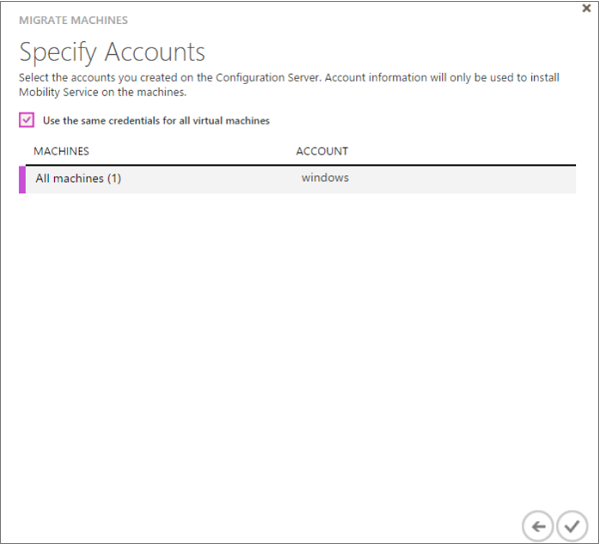 MIGRATE MACHINES
Specify Accounts
Select the accounts you created on the Configuration Server. Account information will only be used to install
Mobility Service on the machines.
Use the same credentials for all virtual machines
MACHINES ACCOUNT
All machines (1) windows